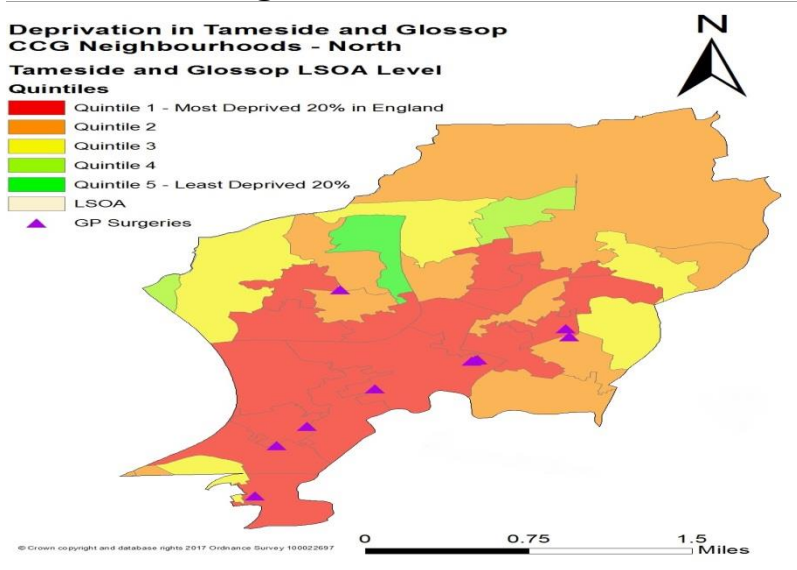 Deprivation in Tameside and Glossop
CCG Neighbourhoods - North
Tameside and Glossop LSOA Level
Quintiles
Quintile 1 - Most Deprived 20% in England
Quintile 2
Quintile 3
Quintile 4
Quintile 5 - Least Deprived 20%
LSOA
GP Surgeries
N
0 0.75 1.5
Miles
© Crown copyright and database rights 2017 Ordnance Survey 100022697